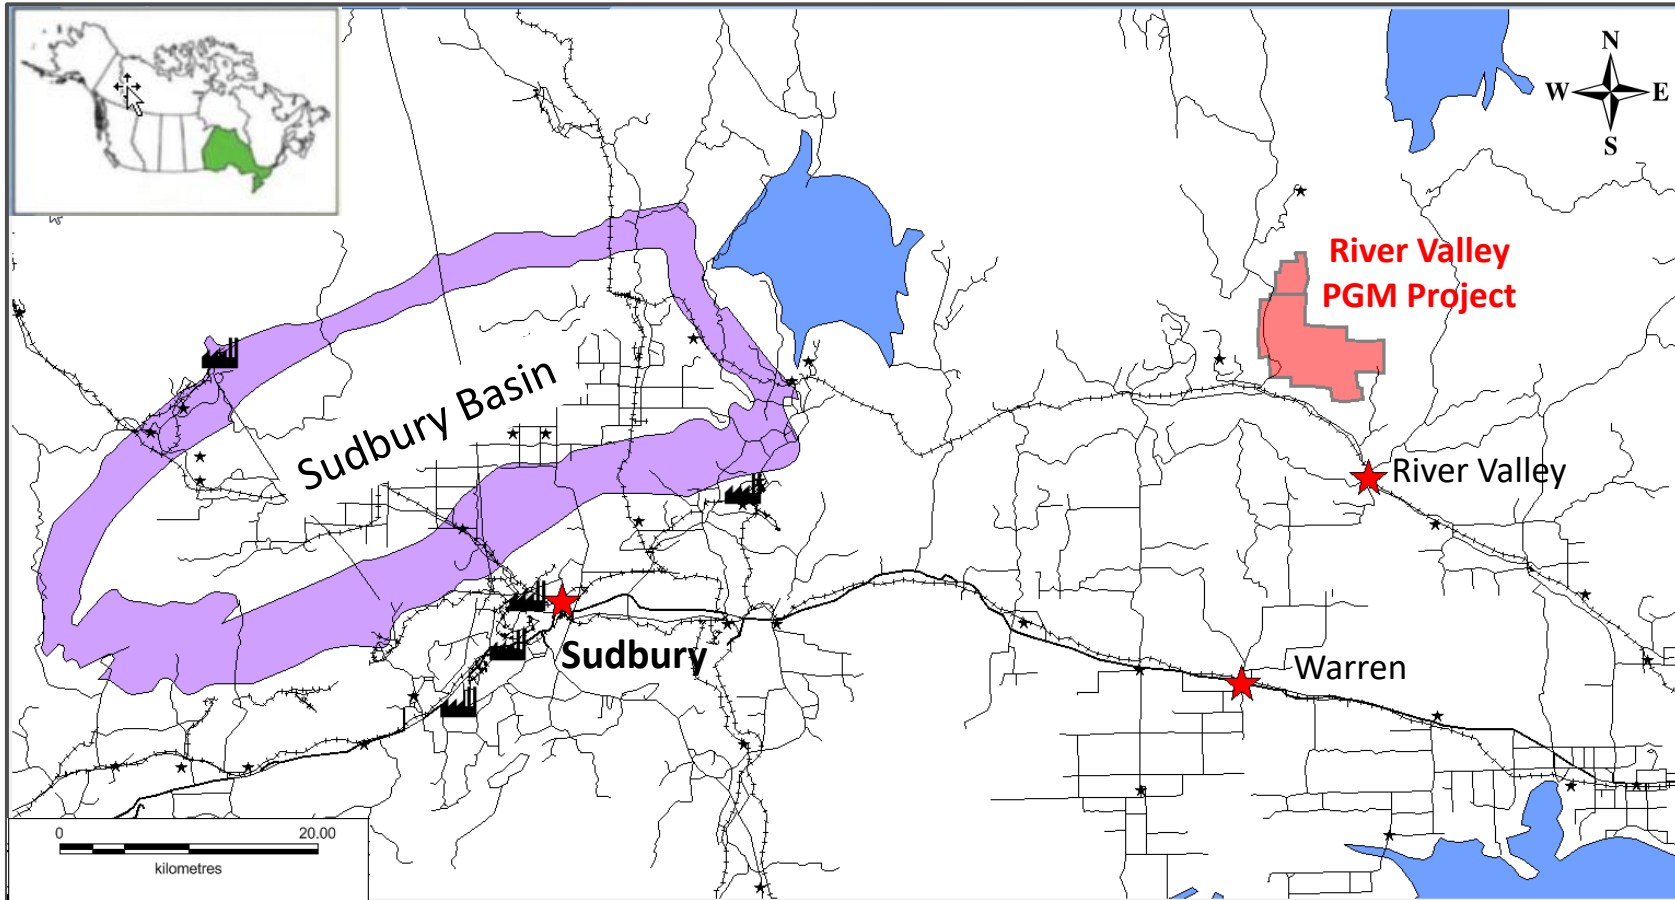 N
W E
S
River Valley
PGM Project
Sudbury Basin
River Valley
Sudbury
Warren
0 20.00
kilometres